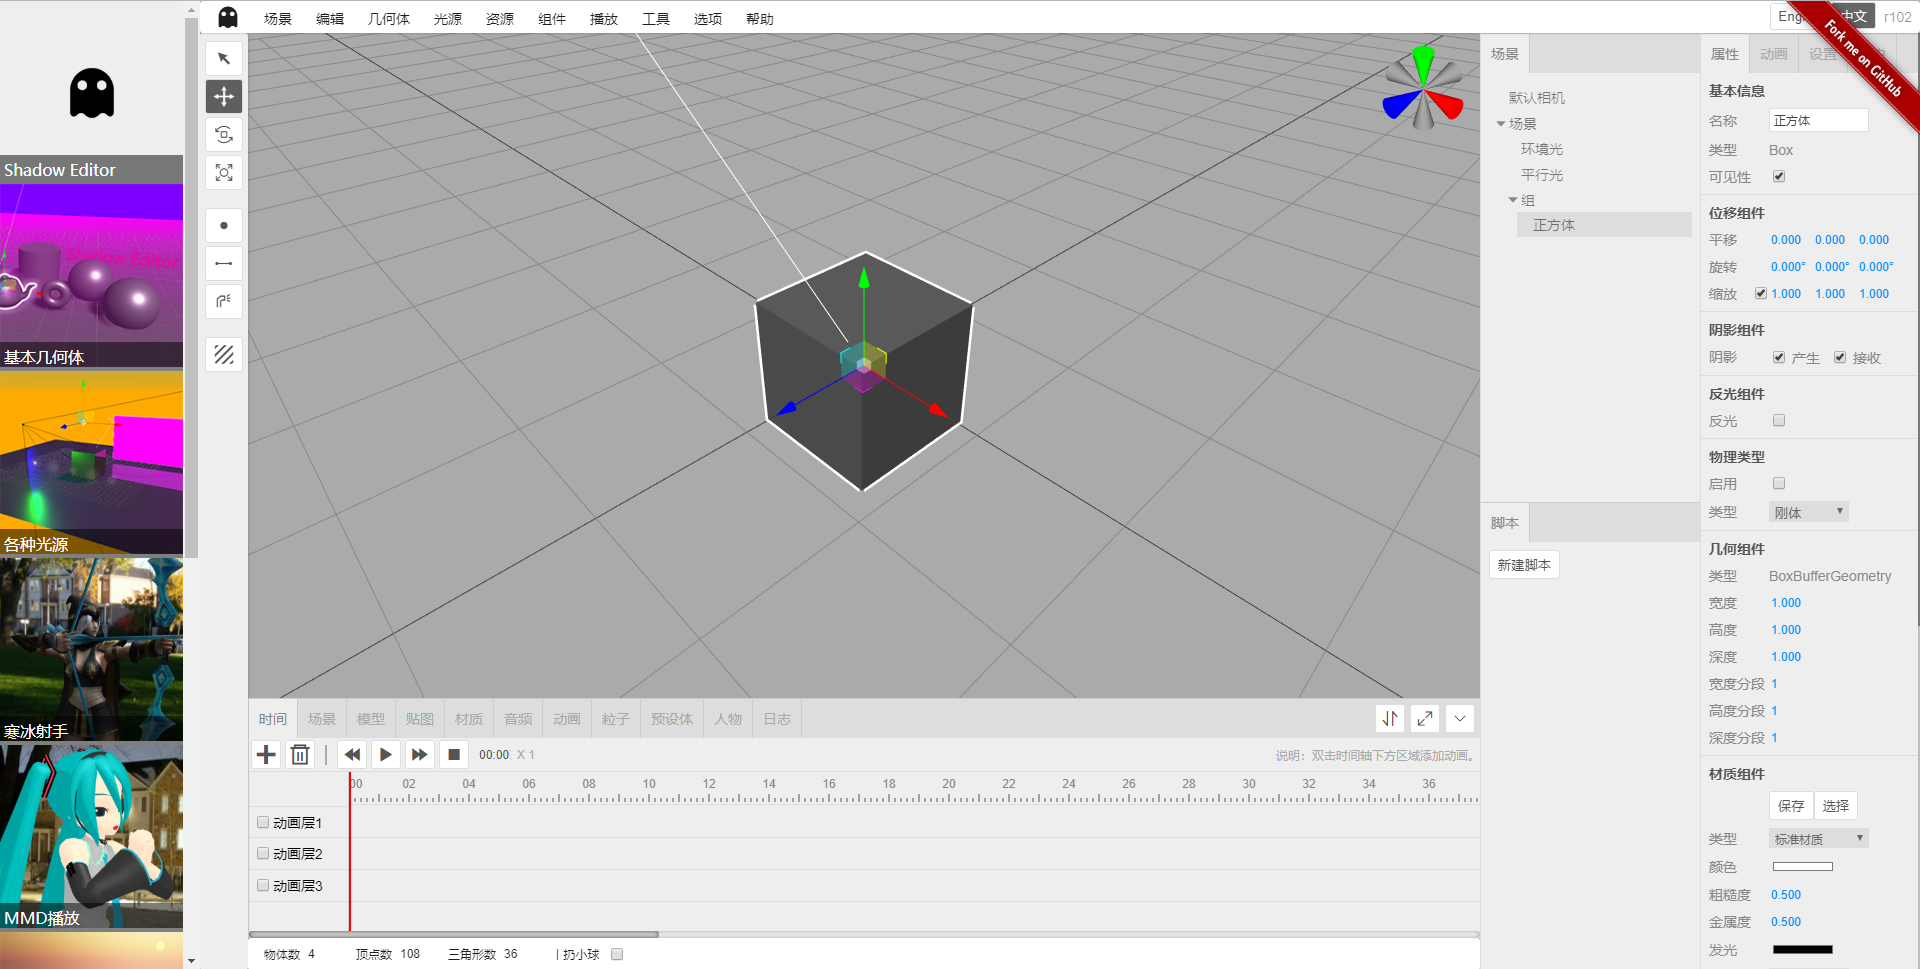 场景 编辑 几何体 光源 资源 组件 播放 工具 选项 帮助
中文 r102
Fork me on GitHub
Shadow Editor
Shadow Editor
基本几何体
各种光源
寒冰射手
MMD播放
场景
默认相机
场景
环境光
平行光
组
正方体
脚本
新建脚本
属性 动画 设置
基本信息
名称 正方体
类型 Box
可见性
位移组件
平移 0.000 0.000 0.000
旋转 0.000° 0.000° 0.000°
缩放 1.000 1.000 1.000
阴影组件
阴影 产生 接收
反光组件
反光
物理类型
启用
类型 刚体
几何组件
类型 BoxBufferGeometry
宽度 1.000
高度 1.000
深度 1.000
宽度分段 1
高度分段 1
深度分段 1
材质组件
保存 选择
类型 标准材质
颜色
粗糙度 0.500
金属度 0.500
发光
时间 场景 模型 贴图 材质 音频 动画 粒子 预设体 人物 日志
00:00 X 1
说明：双击时间轴下方区域添加动画。
00 02 04 06 08 10 12 14 16 18 20 22 24 26 28 30 32 34 36
动画层1
动画层2
动画层3
物体数 4 顶点数 108 三角形数 36 | 扔小球